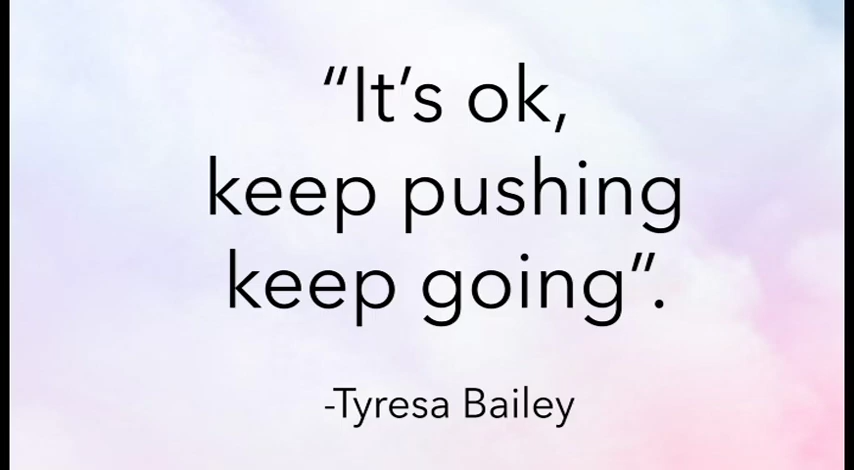 “It’s ok,
keep pushing
keep going”.
-Tyresa Bailey